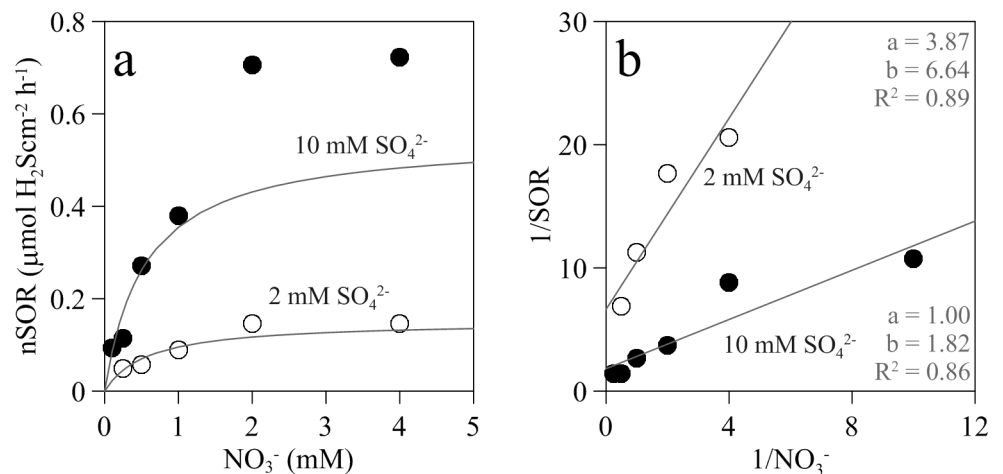 a
nSOR (μmol H₂Scm⁻² h⁻¹)
0.8
0.6
0.4
0.2
0
10 mM SO₄²⁻
2 mM SO₄²⁻
0 1 2 3 4 5
NO₃⁻ (mM)
b
1/SOR
30
20
10
0
a = 3.87
b = 6.64
R² = 0.89
2 mM SO₄²⁻
10 mM SO₄²⁻
a = 1.00
b = 1.82
R² = 0.86
0 4 8 12
1/NO₃⁻